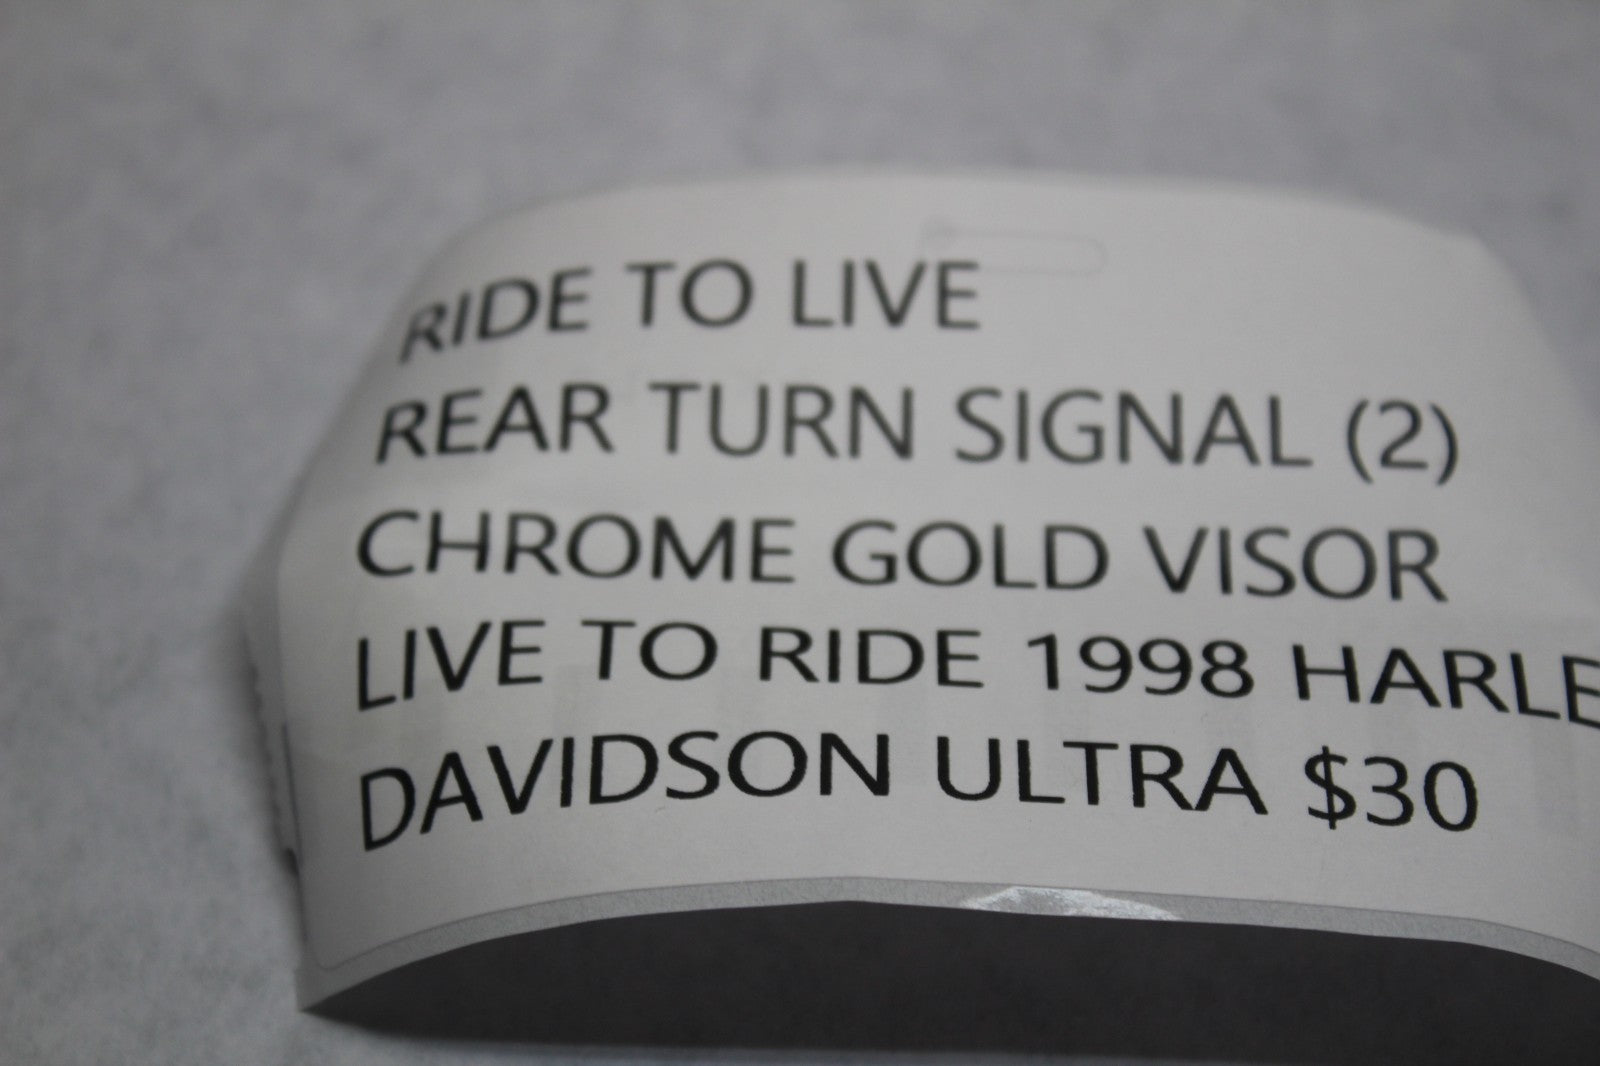 RIDE TO LIVE
REAR TURN SIGNAL (2)
CHROME GOLD VISOR
LIVE TO RIDE 1998 HARLE
DAVIDSON ULTRA $30